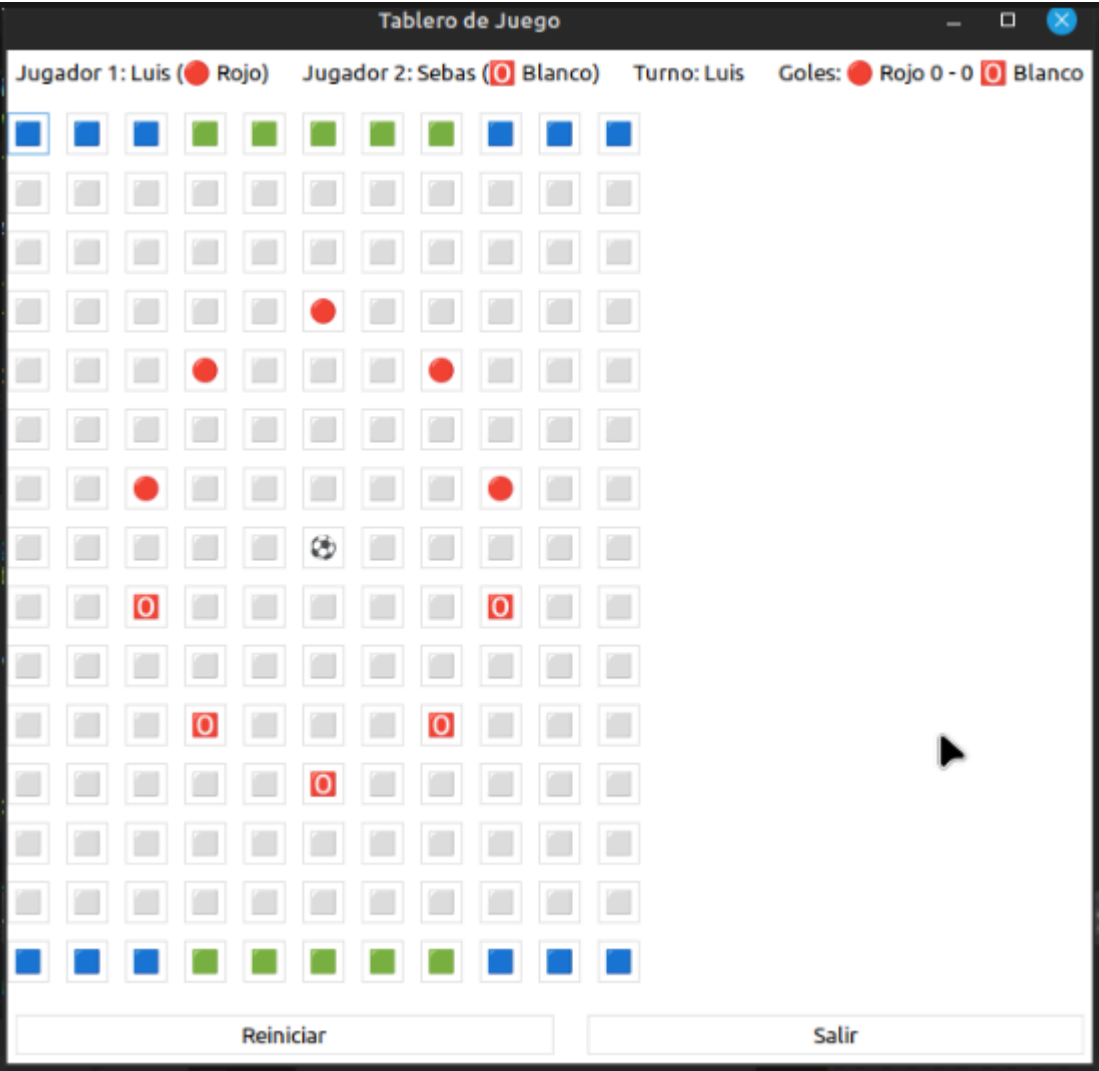 Tablero de Juego
Jugador 1: Luis (🔴 Rojo) Jugador 2: Sebas (🅾️ Blanco) Turno: Luis Goles: 🔴 Rojo 0 - 0 🅾️ Blanco
Reiniciar Salir